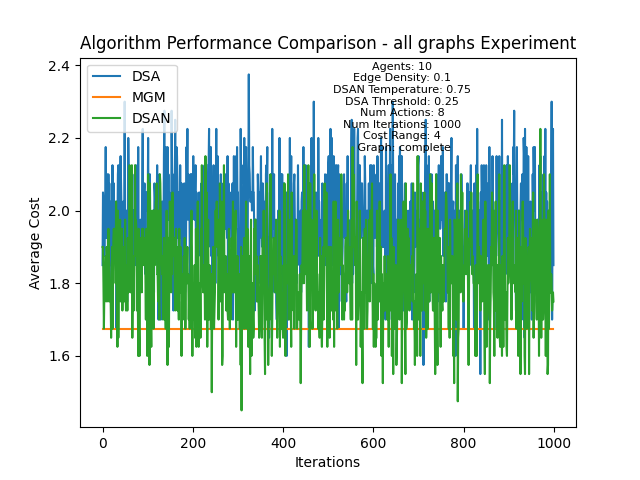 Algorithm Performance Comparison - all graphs Experiment
DSA
MGM
DSAN
Agents: 10
Edge Density: 0.1
DSAN Temperature: 0.75
DSA Threshold: 0.25
Num Actions: 8
Num Iterations: 1000
Cost Range: 4
Graph: complete
2.4
2.2
2.0
1.8
1.6
Average Cost
0
200
400
600
800
1000
Iterations